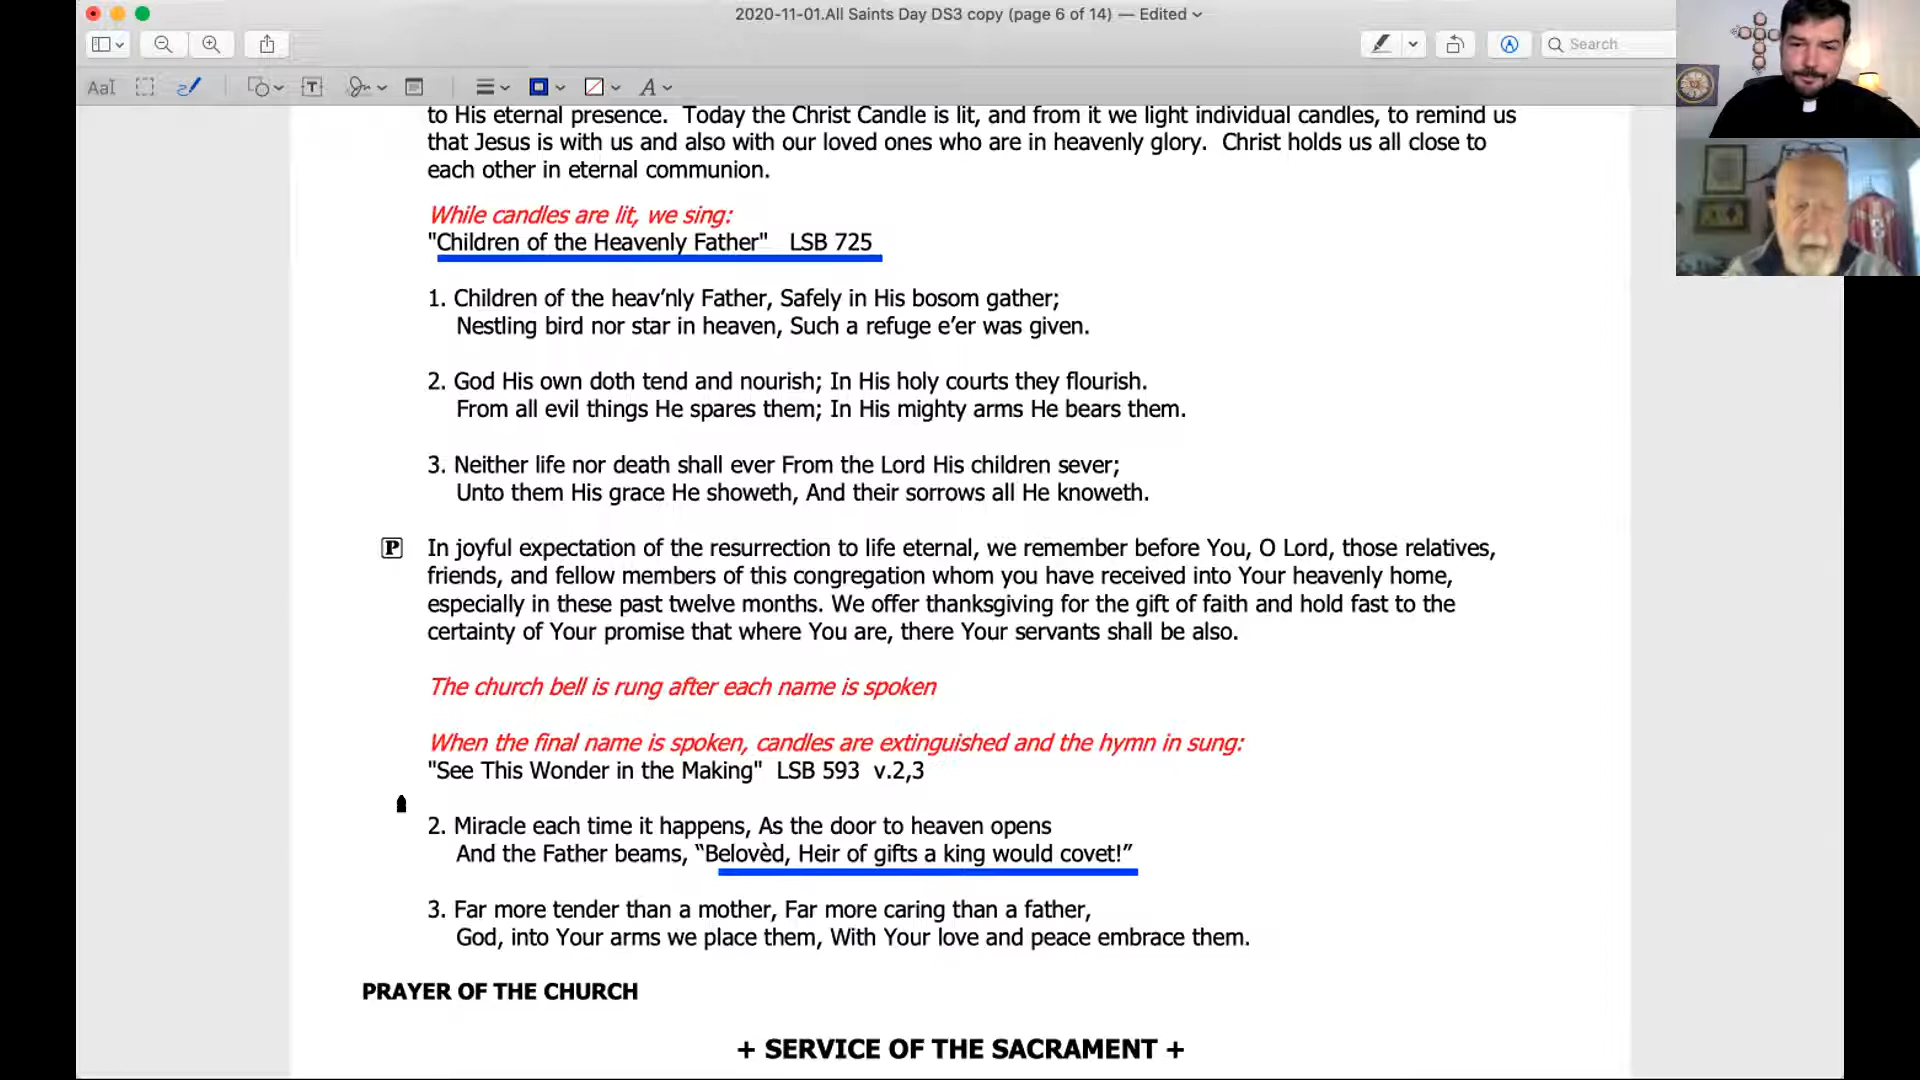 2020-11-01.All Saints Day DS3 copy (page 6 of 14) — Edited
Search
AaI
T
A
to His eternal presence.  Today the Christ Candle is lit, and from it we light individual candles, to remind us
that Jesus is with us and also with our loved ones who are in heavenly glory.  Christ holds us all close to
each other in eternal communion.
While candles are lit, we sing:
"Children of the Heavenly Father"   LSB 725
1. Children of the heav’nly Father, Safely in His bosom gather;
Nestling bird nor star in heaven, Such a refuge e’er was given.
2. God His own doth tend and nourish; In His holy courts they flourish.
From all evil things He spares them; In His mighty arms He bears them.
3. Neither life nor death shall ever From the Lord His children sever;
Unto them His grace He showeth, And their sorrows all He knoweth.
P In joyful expectation of the resurrection to life eternal, we remember before You, O Lord, those relatives,
friends, and fellow members of this congregation whom you have received into Your heavenly home,
especially in these past twelve months. We offer thanksgiving for the gift of faith and hold fast to the
certainty of Your promise that where You are, there Your servants shall be also.
The church bell is rung after each name is spoken
When the final name is spoken, candles are extinguished and the hymn in sung:
"See This Wonder in the Making"  LSB 593  v.2,3
2. Miracle each time it happens, As the door to heaven opens
And the Father beams, “Belovèd, Heir of gifts a king would covet!”
3. Far more tender than a mother, Far more caring than a father,
God, into Your arms we place them, With Your love and peace embrace them.
PRAYER OF THE CHURCH
+ SERVICE OF THE SACRAMENT +